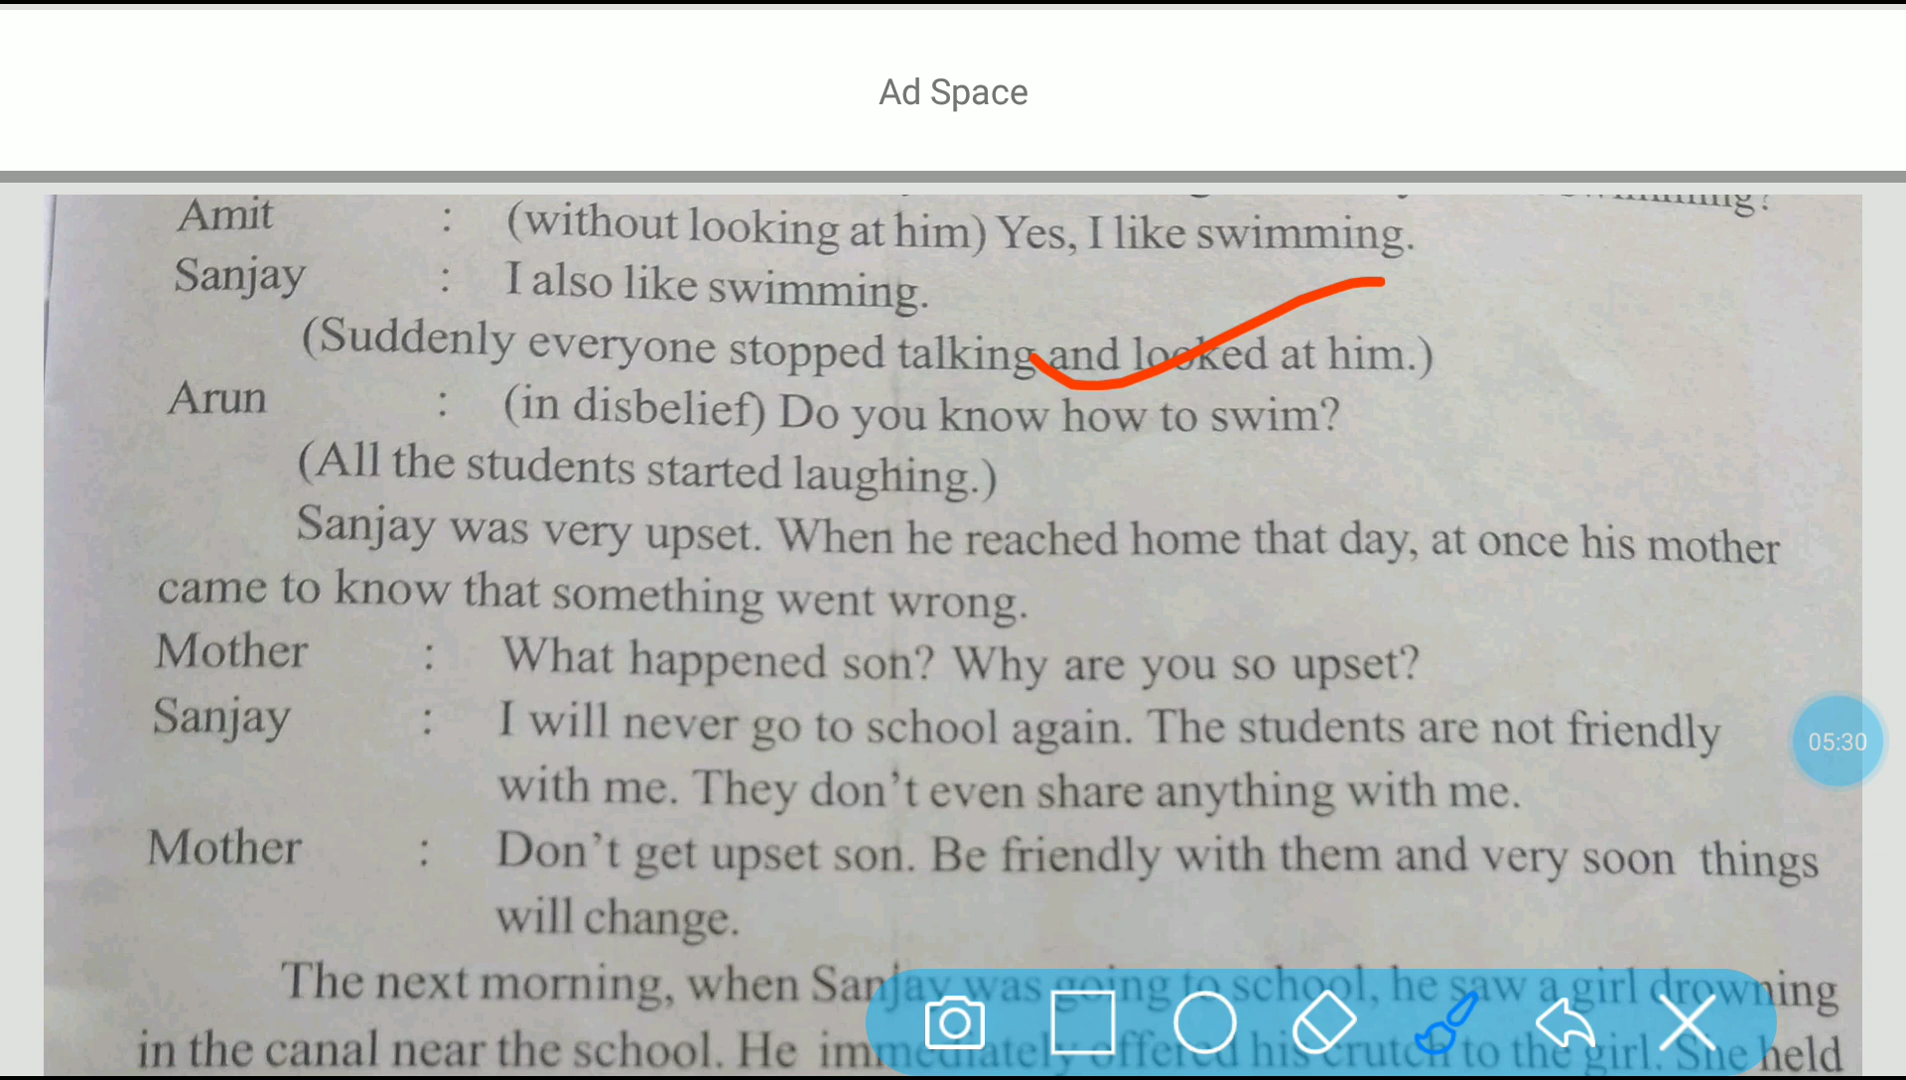 Ad Space
swimming?
Amit : (without looking at him) Yes, I like swimming.
Sanjay : I also like swimming.
(Suddenly everyone stopped talking and looked at him.)
Arun : (in disbelief) Do you know how to swim?
(All the students started laughing.)
Sanjay was very upset. When he reached home that day, at once his mother
came to know that something went wrong.
Mother : What happened son? Why are you so upset?
Sanjay : I will never go to school again. The students are not friendly
with me. They don't even share anything with me.
05:30
Mother : Don't get upset son. Be friendly with them and very soon things
will change.
The next morning, when Sanjay was going to school, he saw a girl drowning
in the canal near the school. He immediately offered his crutch to the girl. She held